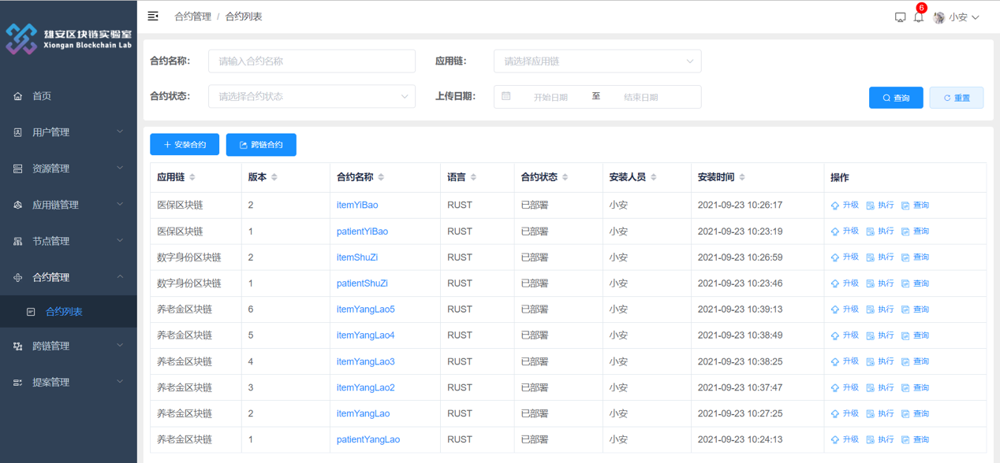 雄安区块链实验室
Xiongan Blockchain Lab
首页
用户管理
资源管理
应用链管理
节点管理
合约管理
合约列表
跨链管理
提案管理
合约管理 / 合约列表
6
小安
合约名称: 请输入合约名称 应用链: 请选择应用链
合约状态: 请选择合约状态 上传日期: 开始日期 至 结束日期 查询 重置
安装合约 跨链合约
应用链 版本 合约名称 语言 合约状态 安装人员 安装时间 操作
医保区块链 2 itemYiBao RUST 已部署 小安 2021-09-23 10:26:17 升级 执行 查询
医保区块链 1 patientYiBao RUST 已部署 小安 2021-09-23 10:23:19 升级 执行 查询
数字身份区块链 2 itemShuZi RUST 已部署 小安 2021-09-23 10:26:59 升级 执行 查询
数字身份区块链 1 patientShuZi RUST 已部署 小安 2021-09-23 10:23:46 升级 执行 查询
养老金区块链 6 itemYangLao5 RUST 已部署 小安 2021-09-23 10:39:13 升级 执行 查询
养老金区块链 5 itemYangLao4 RUST 已部署 小安 2021-09-23 10:38:49 升级 执行 查询
养老金区块链 4 itemYangLao3 RUST 已部署 小安 2021-09-23 10:38:25 升级 执行 查询
养老金区块链 3 itemYangLao2 RUST 已部署 小安 2021-09-23 10:37:47 升级 执行 查询
养老金区块链 2 itemYangLao RUST 已部署 小安 2021-09-23 10:27:25 升级 执行 查询
养老金区块链 1 patientYangLao RUST 已部署 小安 2021-09-23 10:24:13 升级 执行 查询